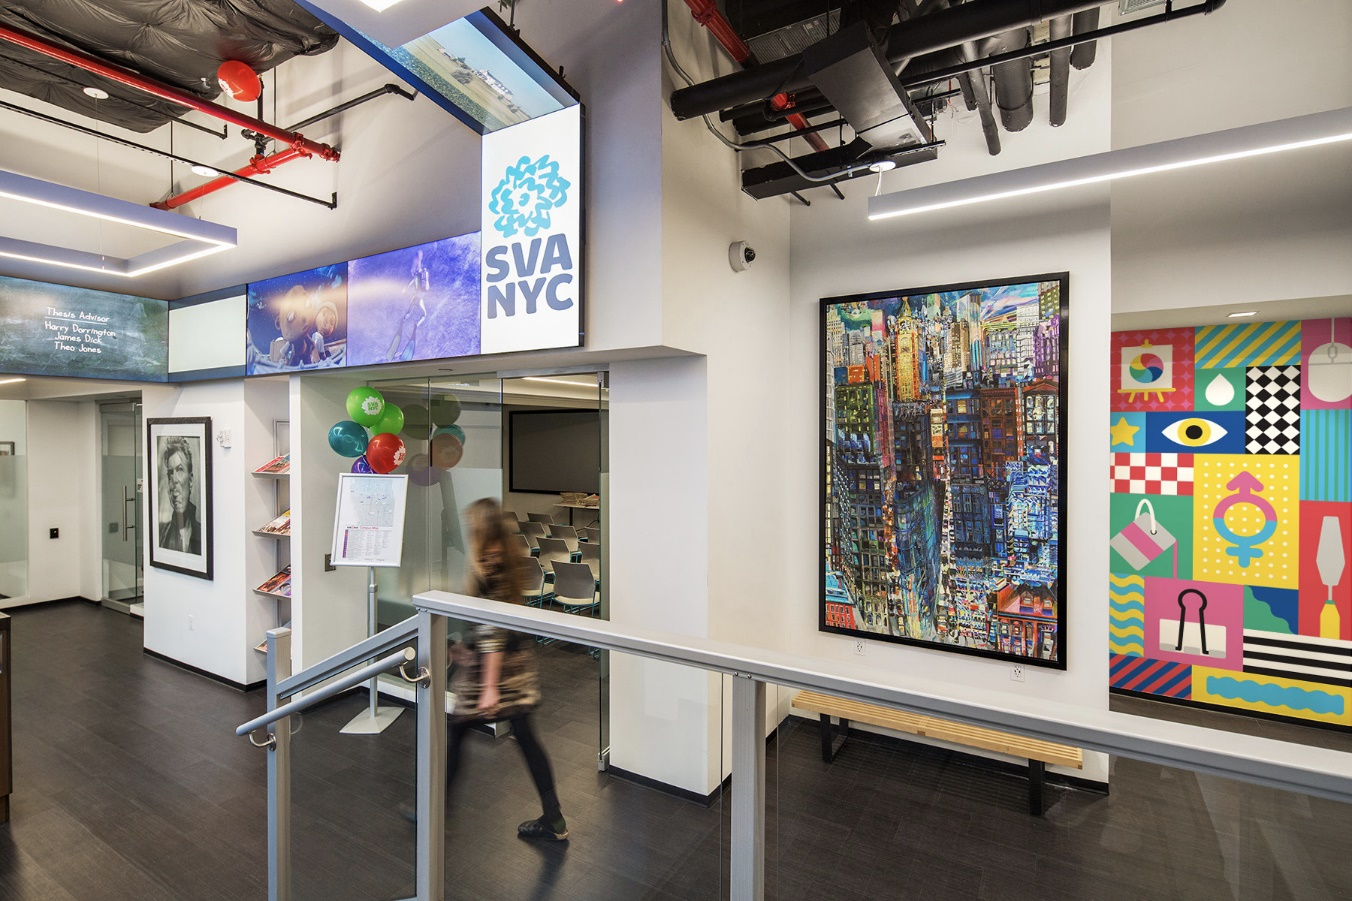 Thesis Advisor
Harry Dorrington
James Dick
Theo Jones
SVA
NYC
SVA
NYC